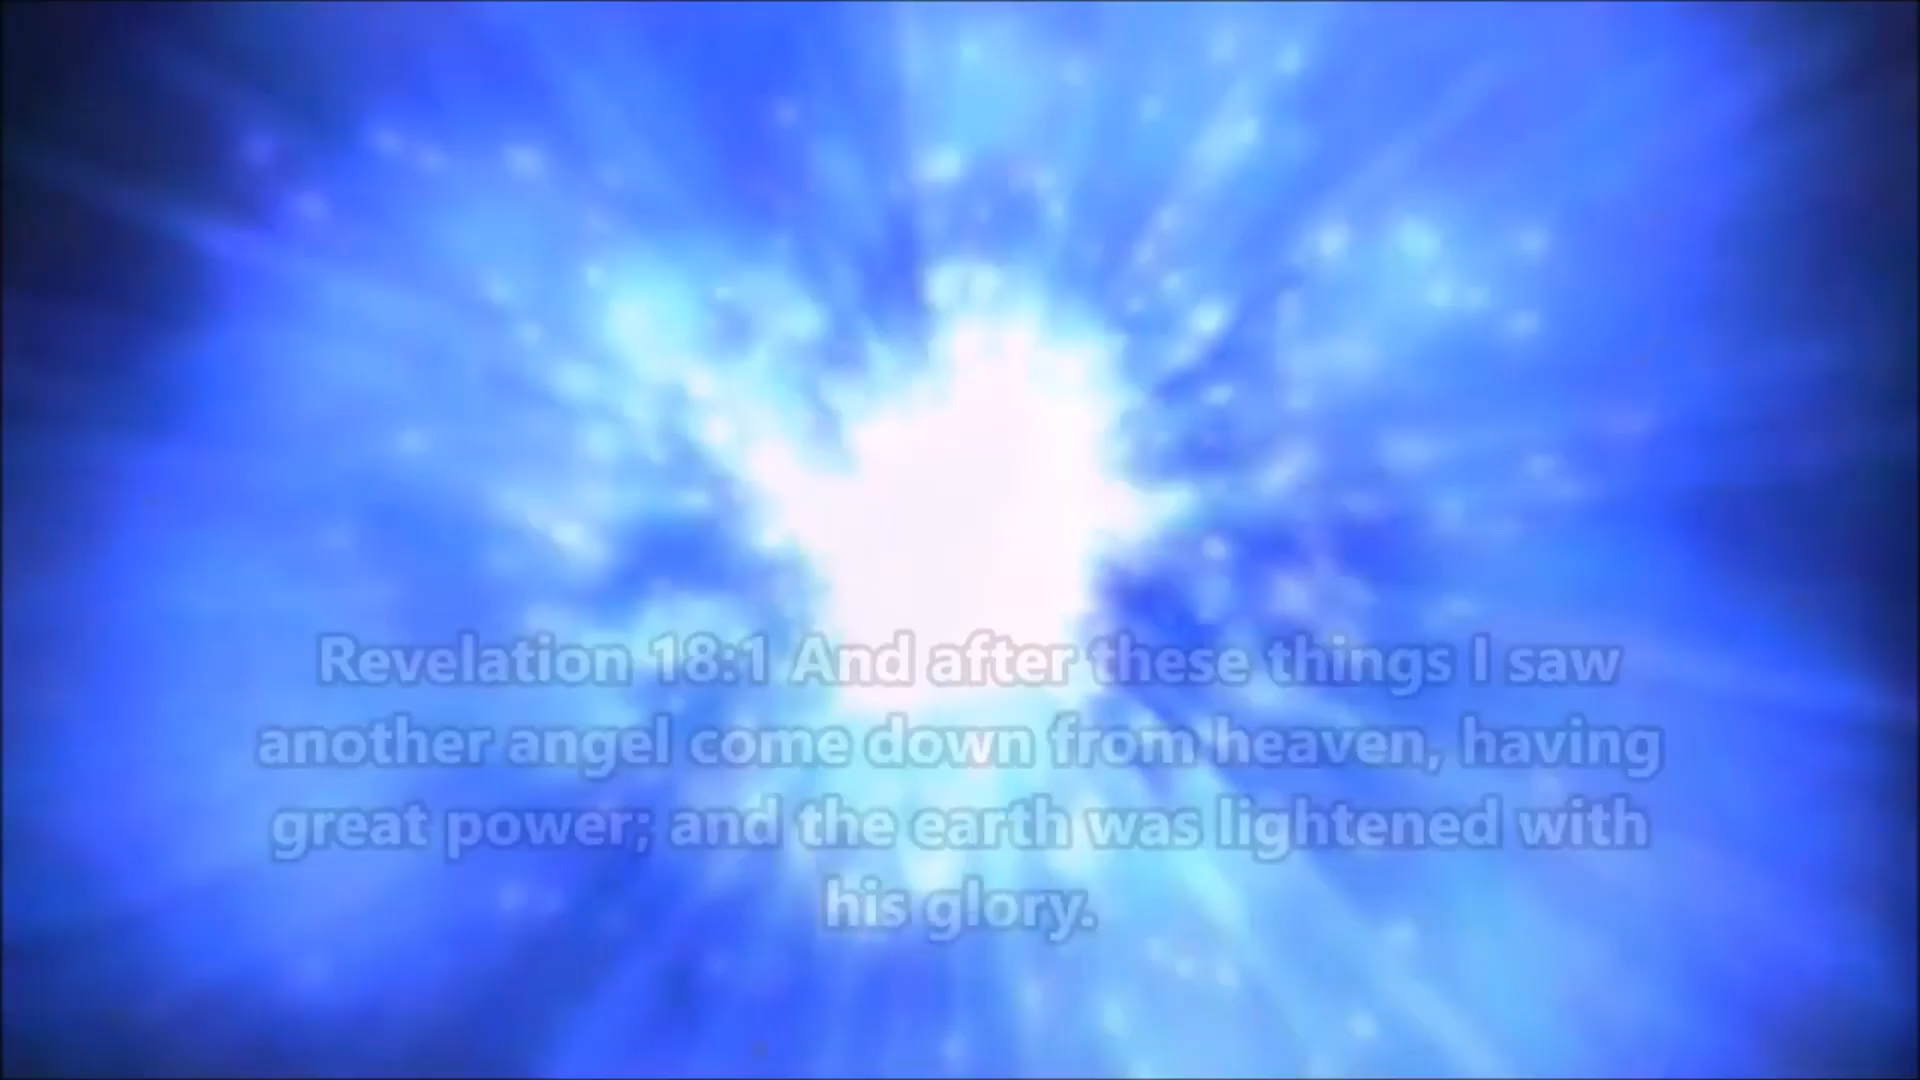 Revelation 18:1 And after these things I saw
another angel come down from heaven, having
great power; and the earth was lightened with
his glory.